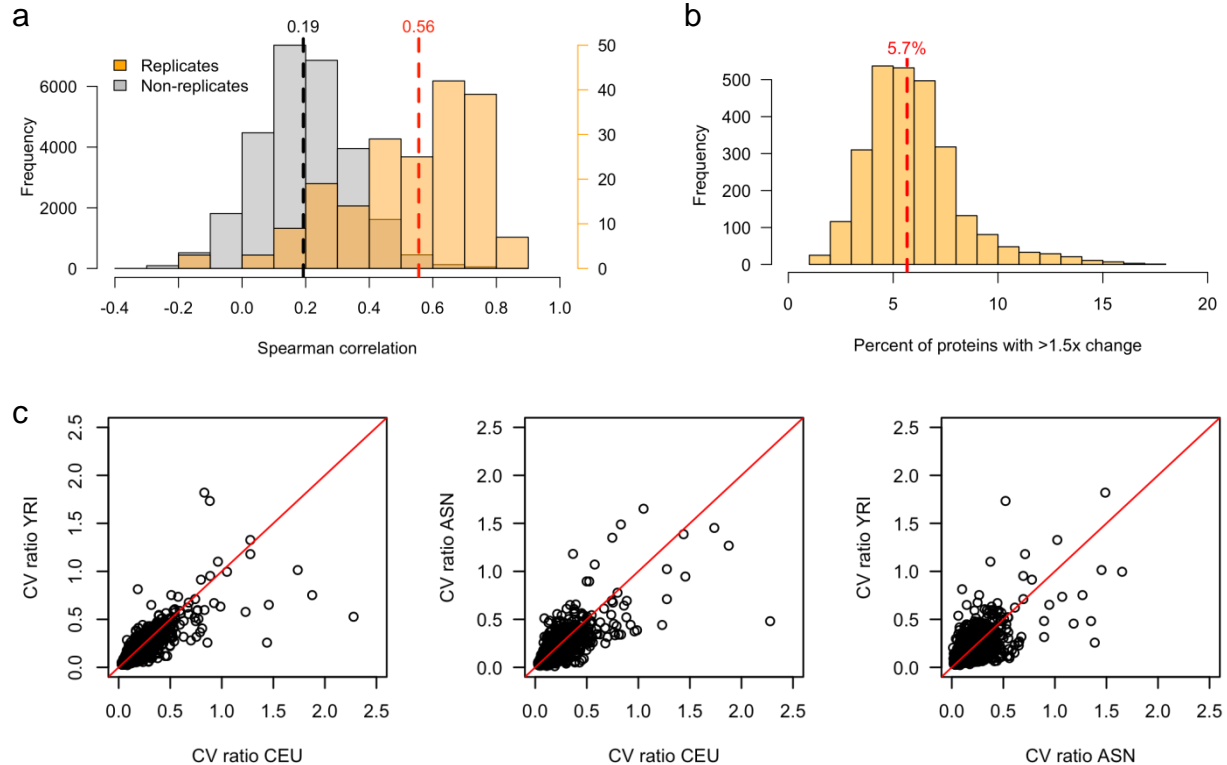 a
0.19 0.56
Replicates
Non-replicates
Frequency
0 2000 4000 6000
0 10 20 30 40 50
-0.4 -0.2 0.0 0.2 0.4 0.6 0.8 1.0
Spearman correlation
b
5.7%
Frequency
0 100 200 300 400 500
0 5 10 15 20
Percent of proteins with >1.5x change
c
CV ratio YRI
0.0 0.5 1.0 1.5 2.0 2.5
0.0 0.5 1.0 1.5 2.0 2.5
CV ratio CEU
CV ratio ASN
0.0 0.5 1.0 1.5 2.0 2.5
0.0 0.5 1.0 1.5 2.0 2.5
CV ratio CEU
CV ratio YRI
0.0 0.5 1.0 1.5 2.0 2.5
0.0 0.5 1.0 1.5 2.0 2.5
CV ratio ASN